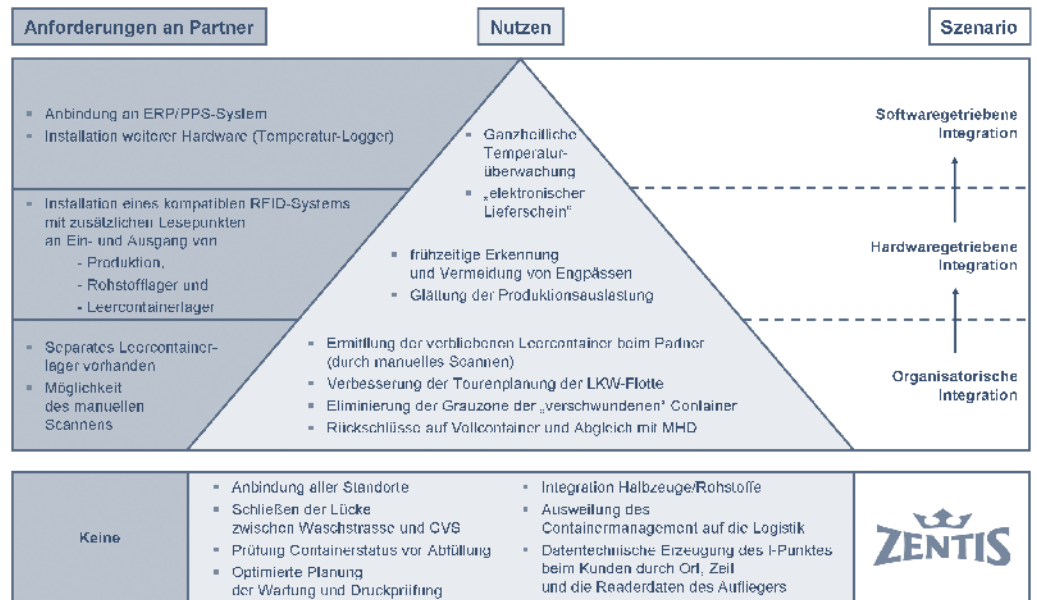 Anforderungen an Partner
Nutzen
Szenario
Anbindung an ERP/PPS-System
Installation weiterer Hardware (Temperatur-Logger)
Ganzheitliche
Temperatur-
überwachung
„elektronischer
Lieferschein“
Softwaregetriebene
Integration
Installation eines kompatiblen RFID-Systems
mit zusätzlichen Lesepunkten
an Ein- und Ausgang von
- Produktion,
- Rohstofflager und
- Leercontainerlager
frühzeitige Erkennung
und Vermeidung von Engpässen
Glättung der Produktionsauslastung
Hardwaregetriebene
Integration
Separates Leercontainer-
lager vorhanden
Möglichkeit
des manuellen
Scannens
Ermittlung der verbliebenen Leercontainer beim Partner
(durch manuelles Scannen)
Verbesserung der Tourenplanung der LKW-Flotte
Eliminierung der Grauzone der „verschwundenen“ Container
Rückschlüsse auf Vollcontainer und Abgleich mit MHD
Organisatorische
Integration
Keine
Anbindung aller Standorte
Schließen der Lücke
zwischen Waschstrasse und CVS
Prüfung Containerstatus vor Abfüllung
Optimierte Planung
der Wartung und Druckprüfung
Integration Halbzeuge/Rohstoffe
Ausweitung des
Containermanagement auf die Logistik
Datentechnische Erzeugung des I-Punktes
beim Kunden durch Ort, Zeit
und die Readerdaten des Aufliegers
ZENTIS